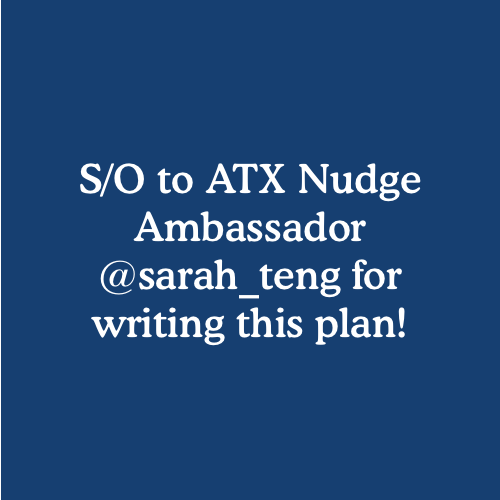 S/O to ATX Nudge
Ambassador
@sarah_teng for
writing this plan!